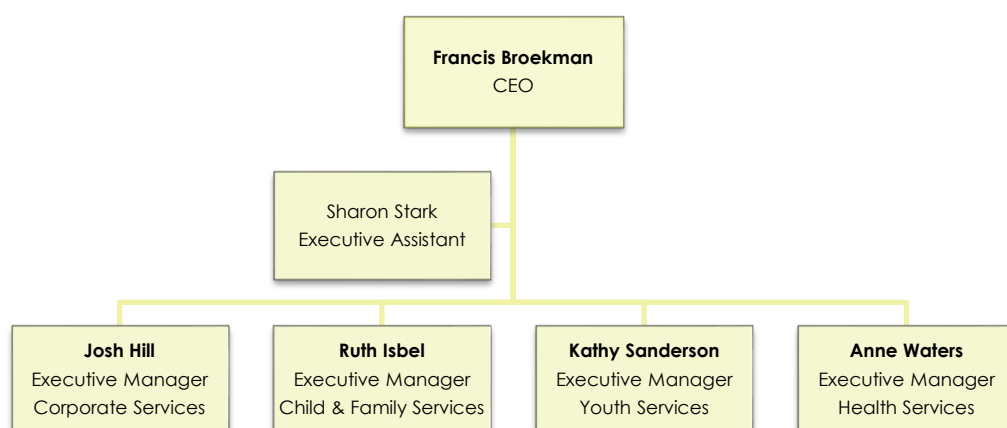 Francis Broekman
CEO
Sharon Stark
Executive Assistant
Josh Hill
Executive Manager
Corporate Services
Ruth Isbel
Executive Manager
Child & Family Services
Kathy Sanderson
Executive Manager
Youth Services
Anne Waters
Executive Manager
Health Services